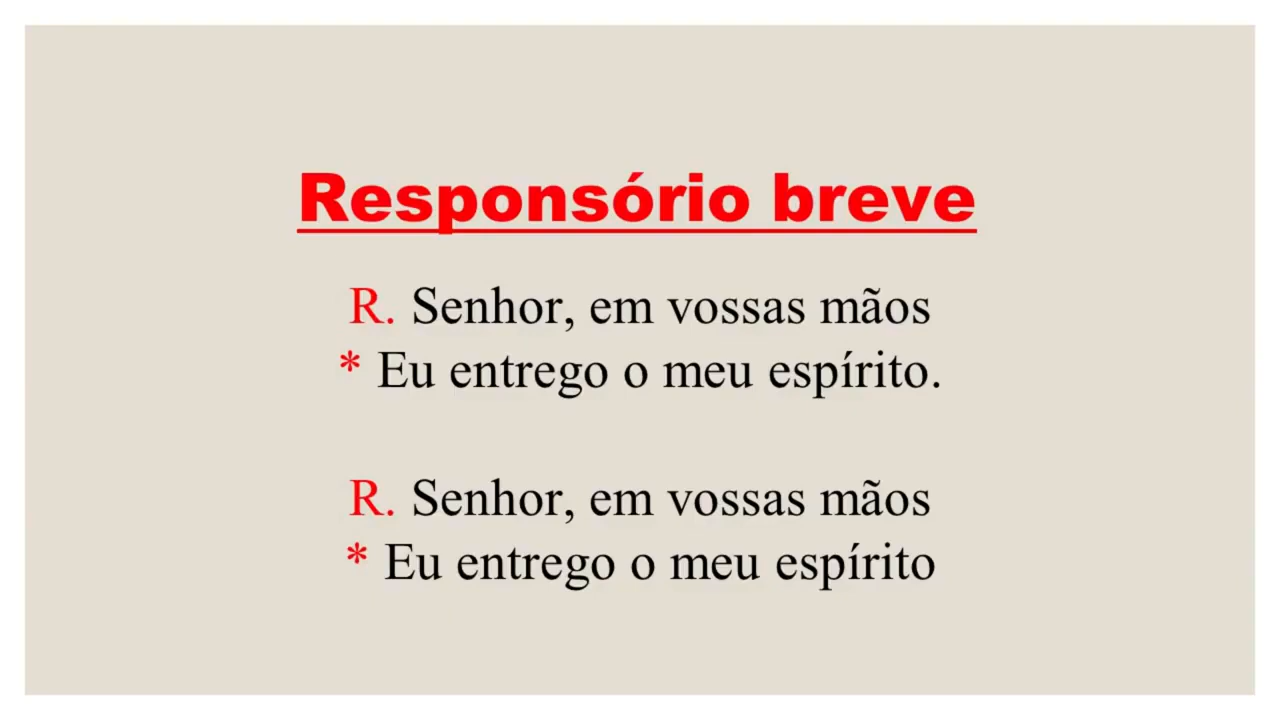 Responsório breve
R. Senhor, em vossas mãos
* Eu entrego o meu espírito.
R. Senhor, em vossas mãos
* Eu entrego o meu espírito